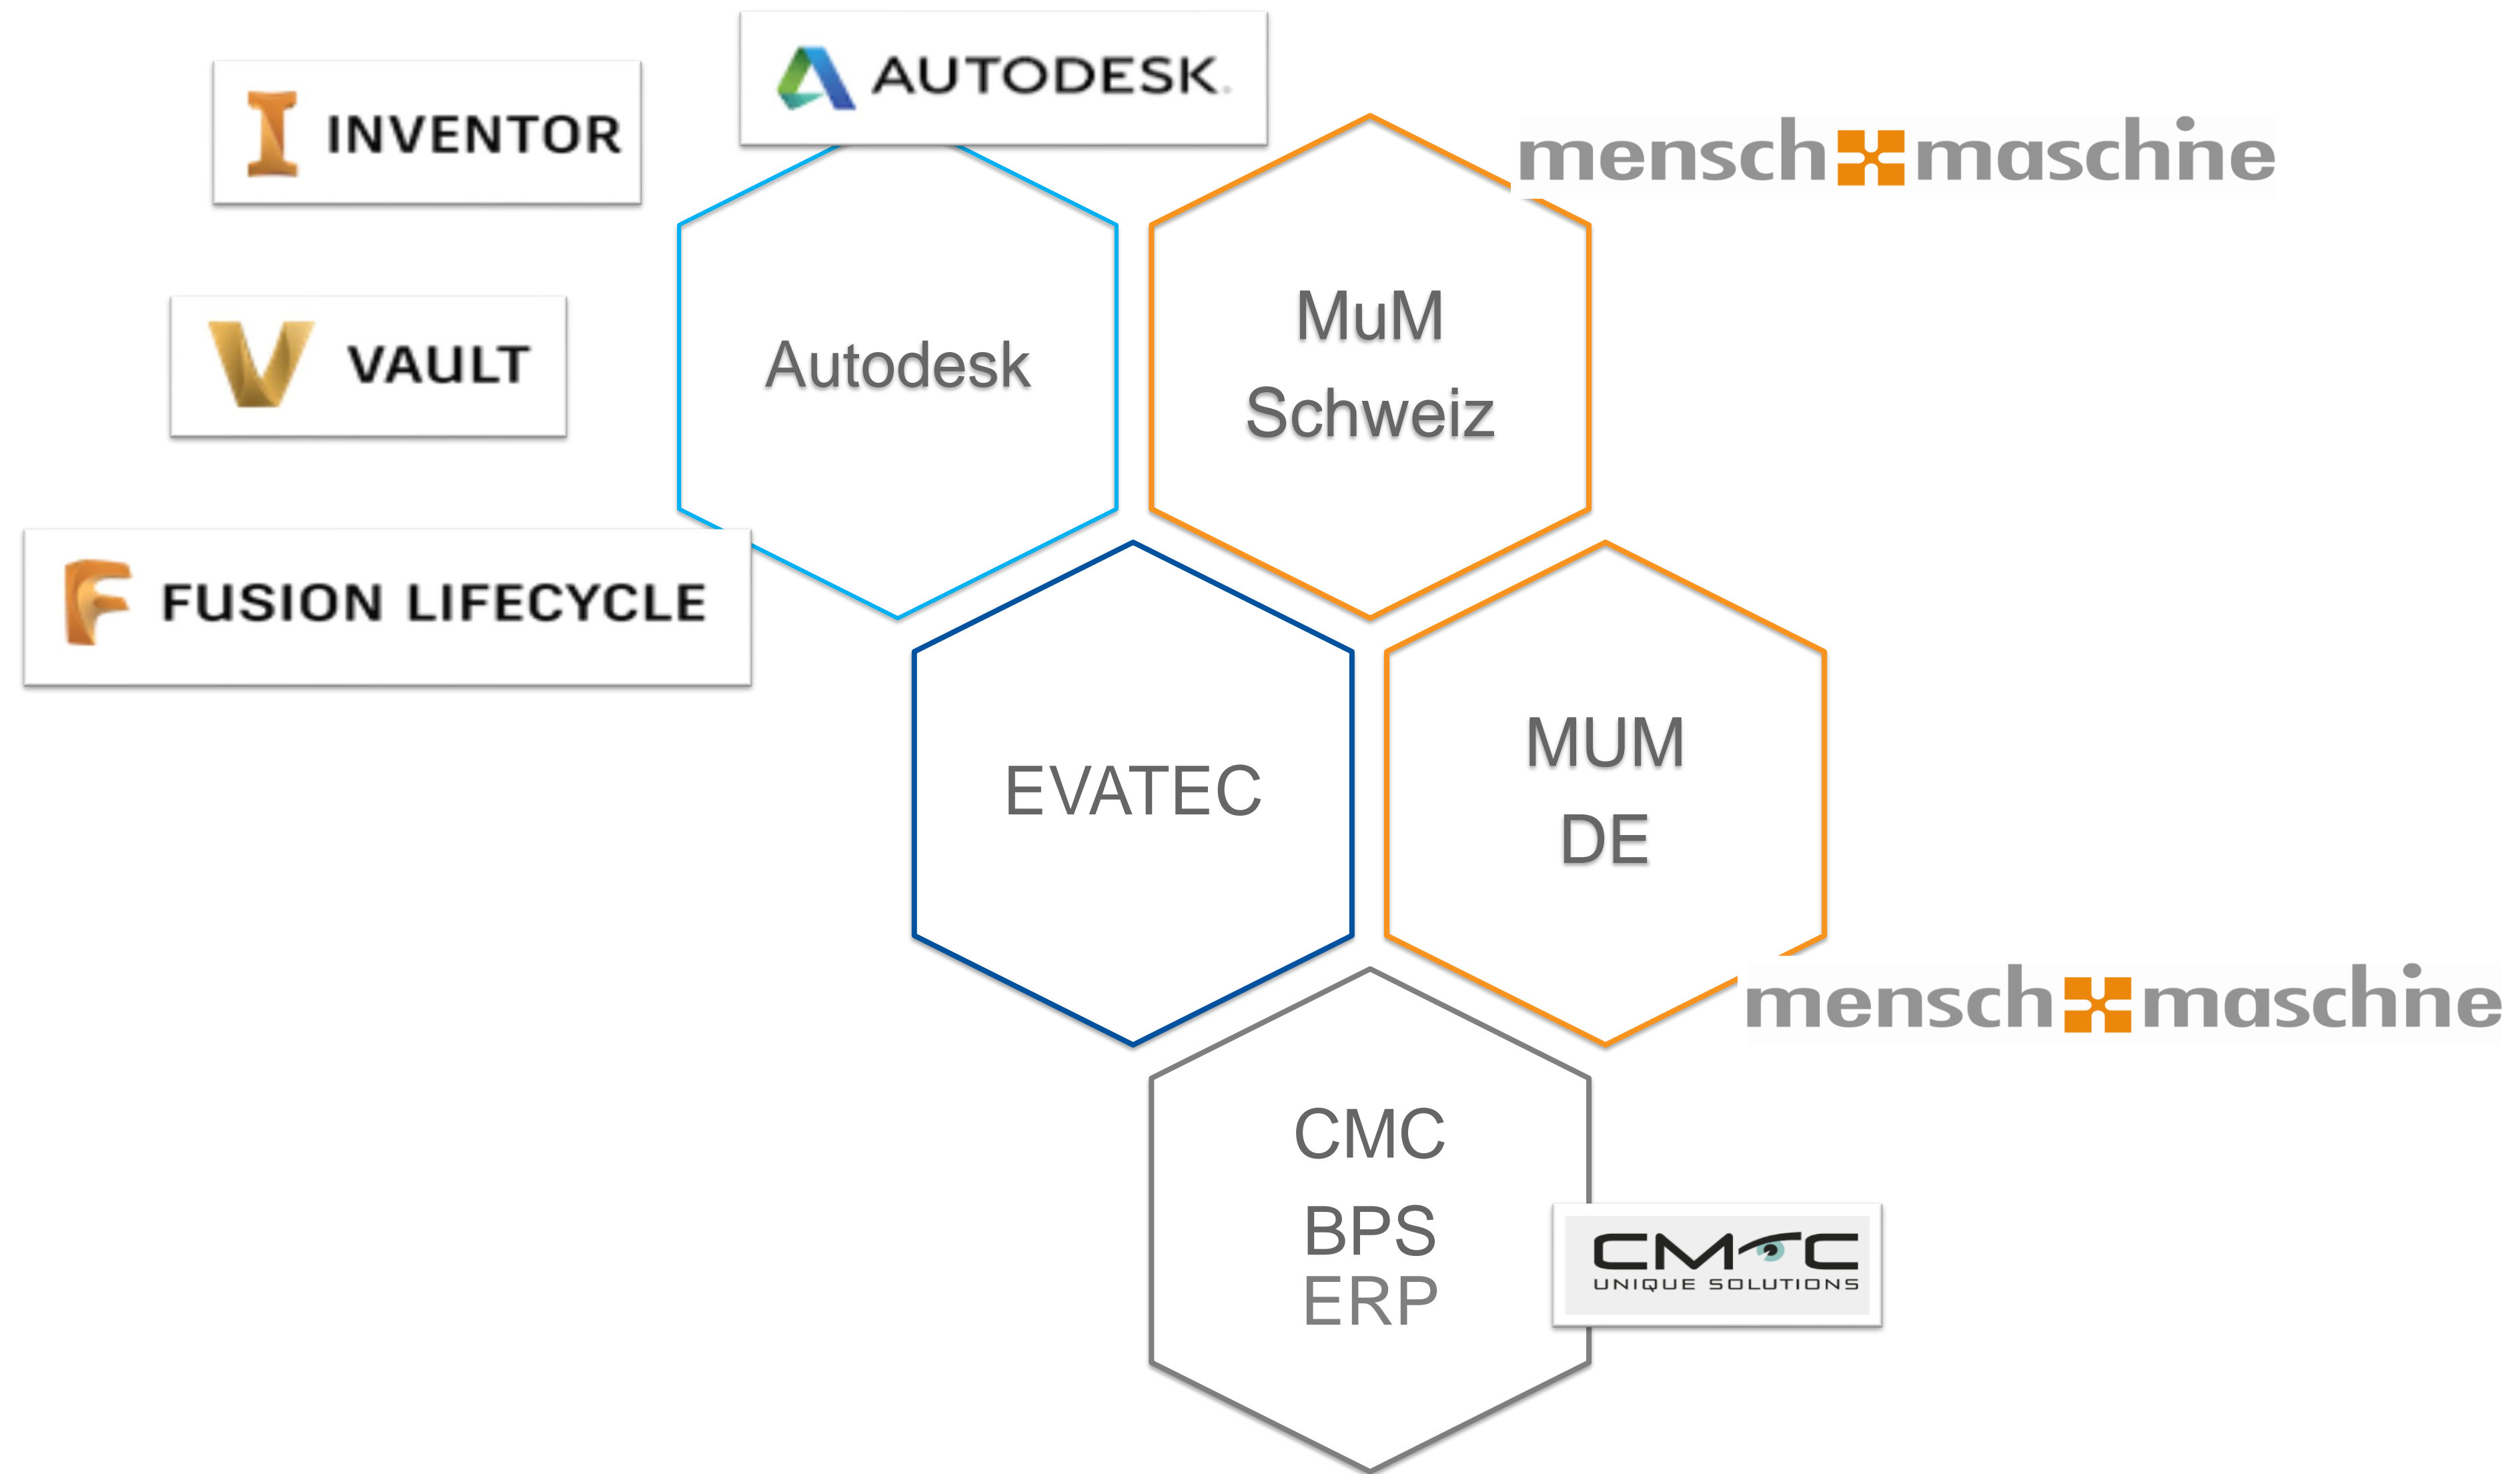 AUTODESK.
INVENTOR
mensch maschine
VAULT
Autodesk
MuM
Schweiz
FUSION LIFECYCLE
EVATEC
MUM
DE
mensch maschine
CMC
BPS
ERP
CMC
UNIQUE SOLUTIONS